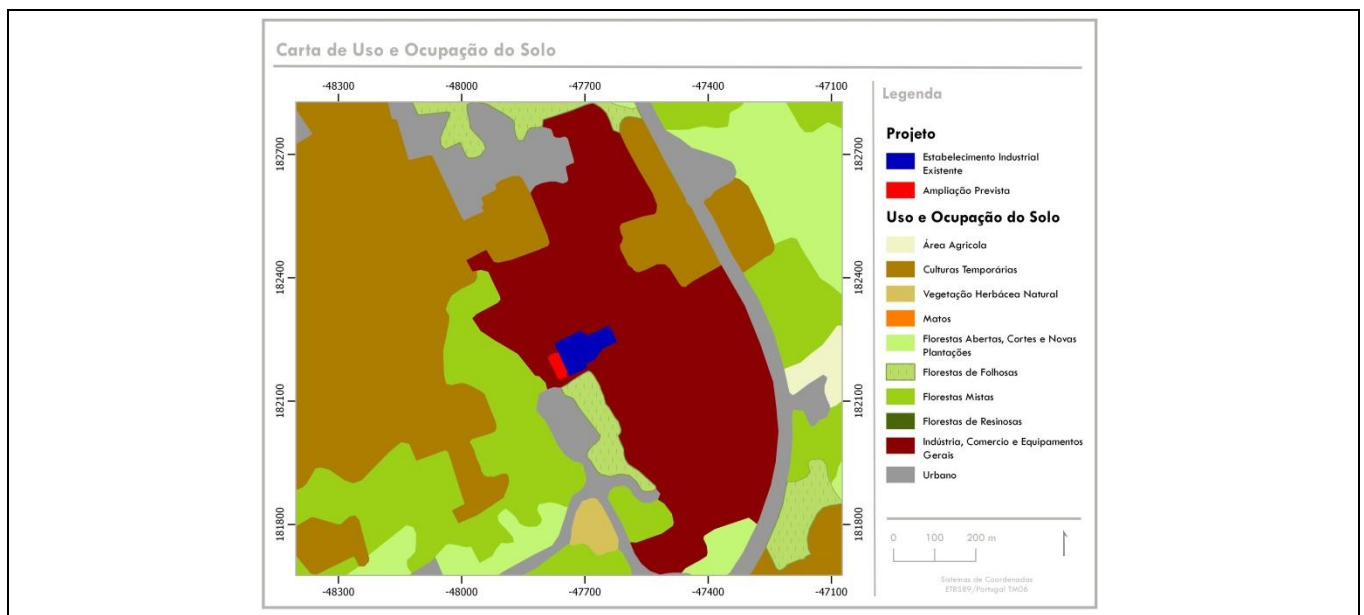 Carta de Uso e Ocupação do Solo
-48300 -48000 -47700 -47400 -47100
182700 182700
182400 182400
182100 182100
181800 181800
-48300 -48000 -47700 -47400 -47100
Legenda
Projeto
Estabelecimento Industrial
Existente
Ampliação Prevista
Uso e Ocupação do Solo
Área Agrícola
Culturas Temporárias
Vegetação Herbácea Natural
Matos
Florestas Abertas, Cortes e Novas
Plantações
Florestas de Folhosas
Florestas Mistas
Florestas de Resinosas
Indústria, Comercio e Equipamentos
Gerais
Urbano
0 100 200 m
Sistemas de Coordenadas
ETRS89/Portugal TM06